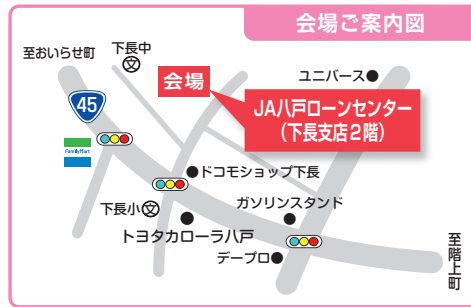 会場ご案内図
至おいらせ町
下長中
文
会場
ユニバース
45
JA八戸ローンセンター
(下長支店2階)
FamilyMart
ドコモショップ下長
下長小
文
ガソリンスタンド
トヨタカローラ八戸
デープロ
至階上町